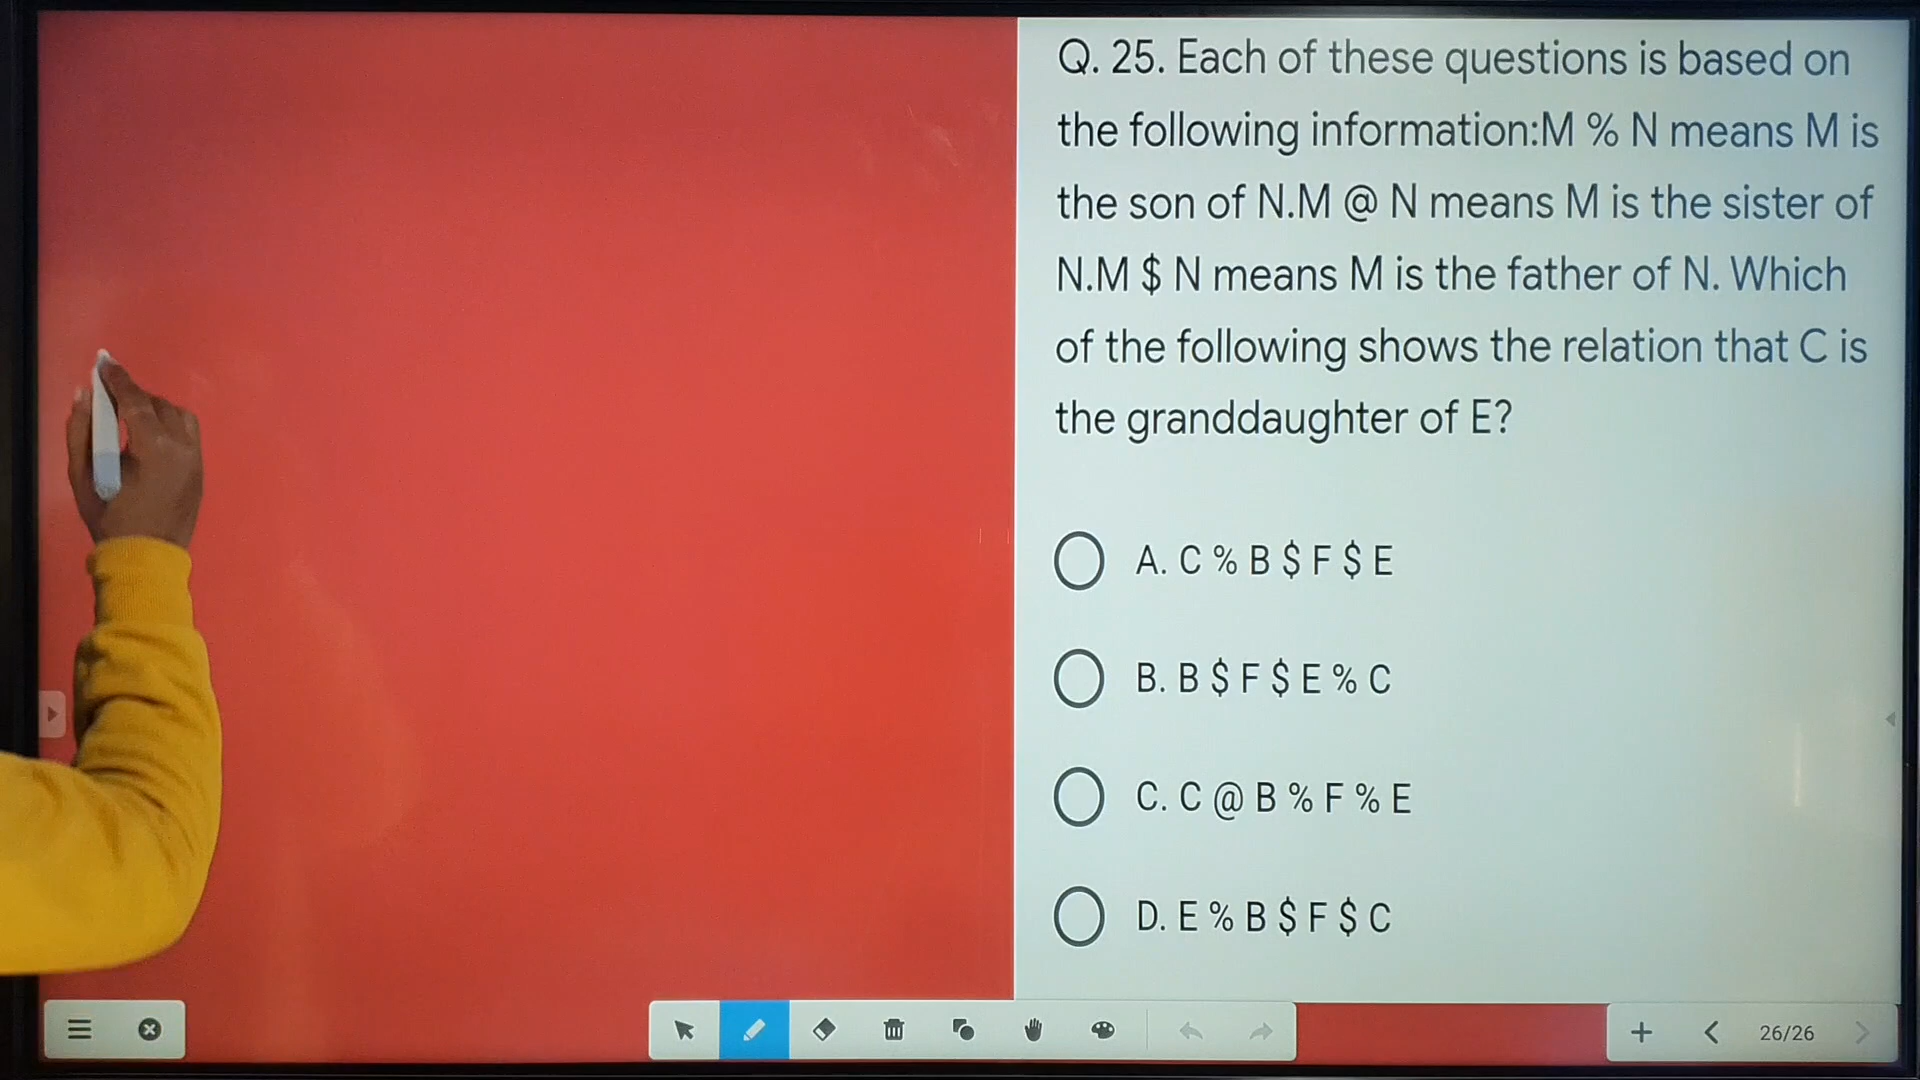 Q. 25. Each of these questions is based on
the following information:M % N means M is
the son of N.M @ N means M is the sister of
N.M $ N means M is the father of N. Which
of the following shows the relation that C is
the granddaughter of E?
A. C % B $ F $ E
B. B $ F $ E % C
C. C @ B % F % E
D. E % B $ F $ C
26/26